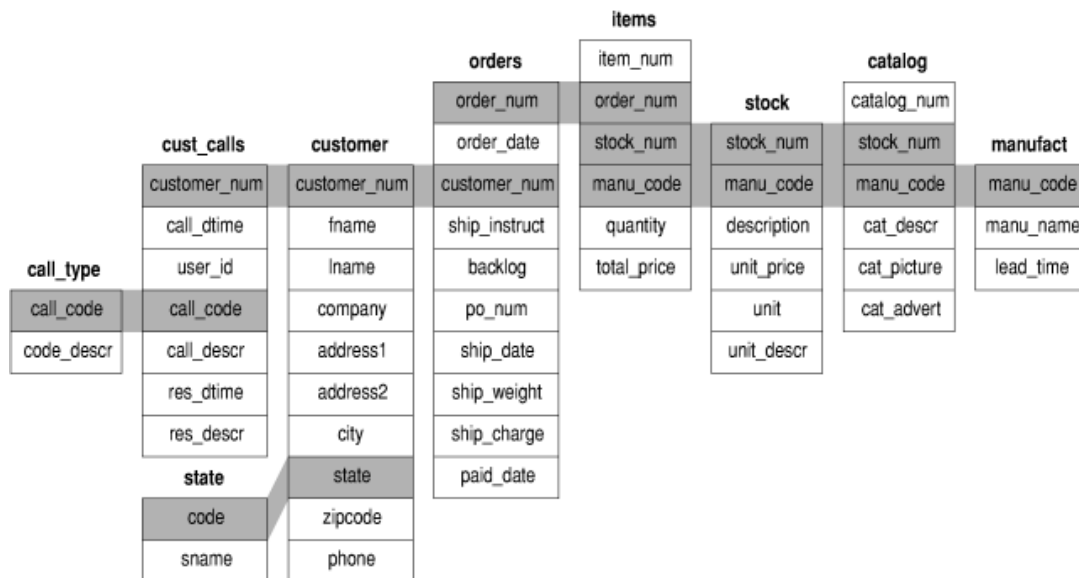 items
item_num
order_num
stock_num
manu_code
quantity
total_price
orders
order_num
order_date
customer_num
ship_instruct
backlog
po_num
ship_date
ship_weight
ship_charge
paid_date
catalog
catalog_num
stock_num
manu_code
cat_descr
cat_picture
cat_advert
stock
stock_num
manu_code
description
unit_price
unit
unit_descr
cust_calls
customer_num
call_dtime
user_id
call_code
call_descr
res_dtime
res_descr
customer
customer_num
fname
lname
company
address1
address2
city
state
zipcode
phone
manufact
manu_code
manu_name
lead_time
call_type
call_code
code_descr
state
code
sname